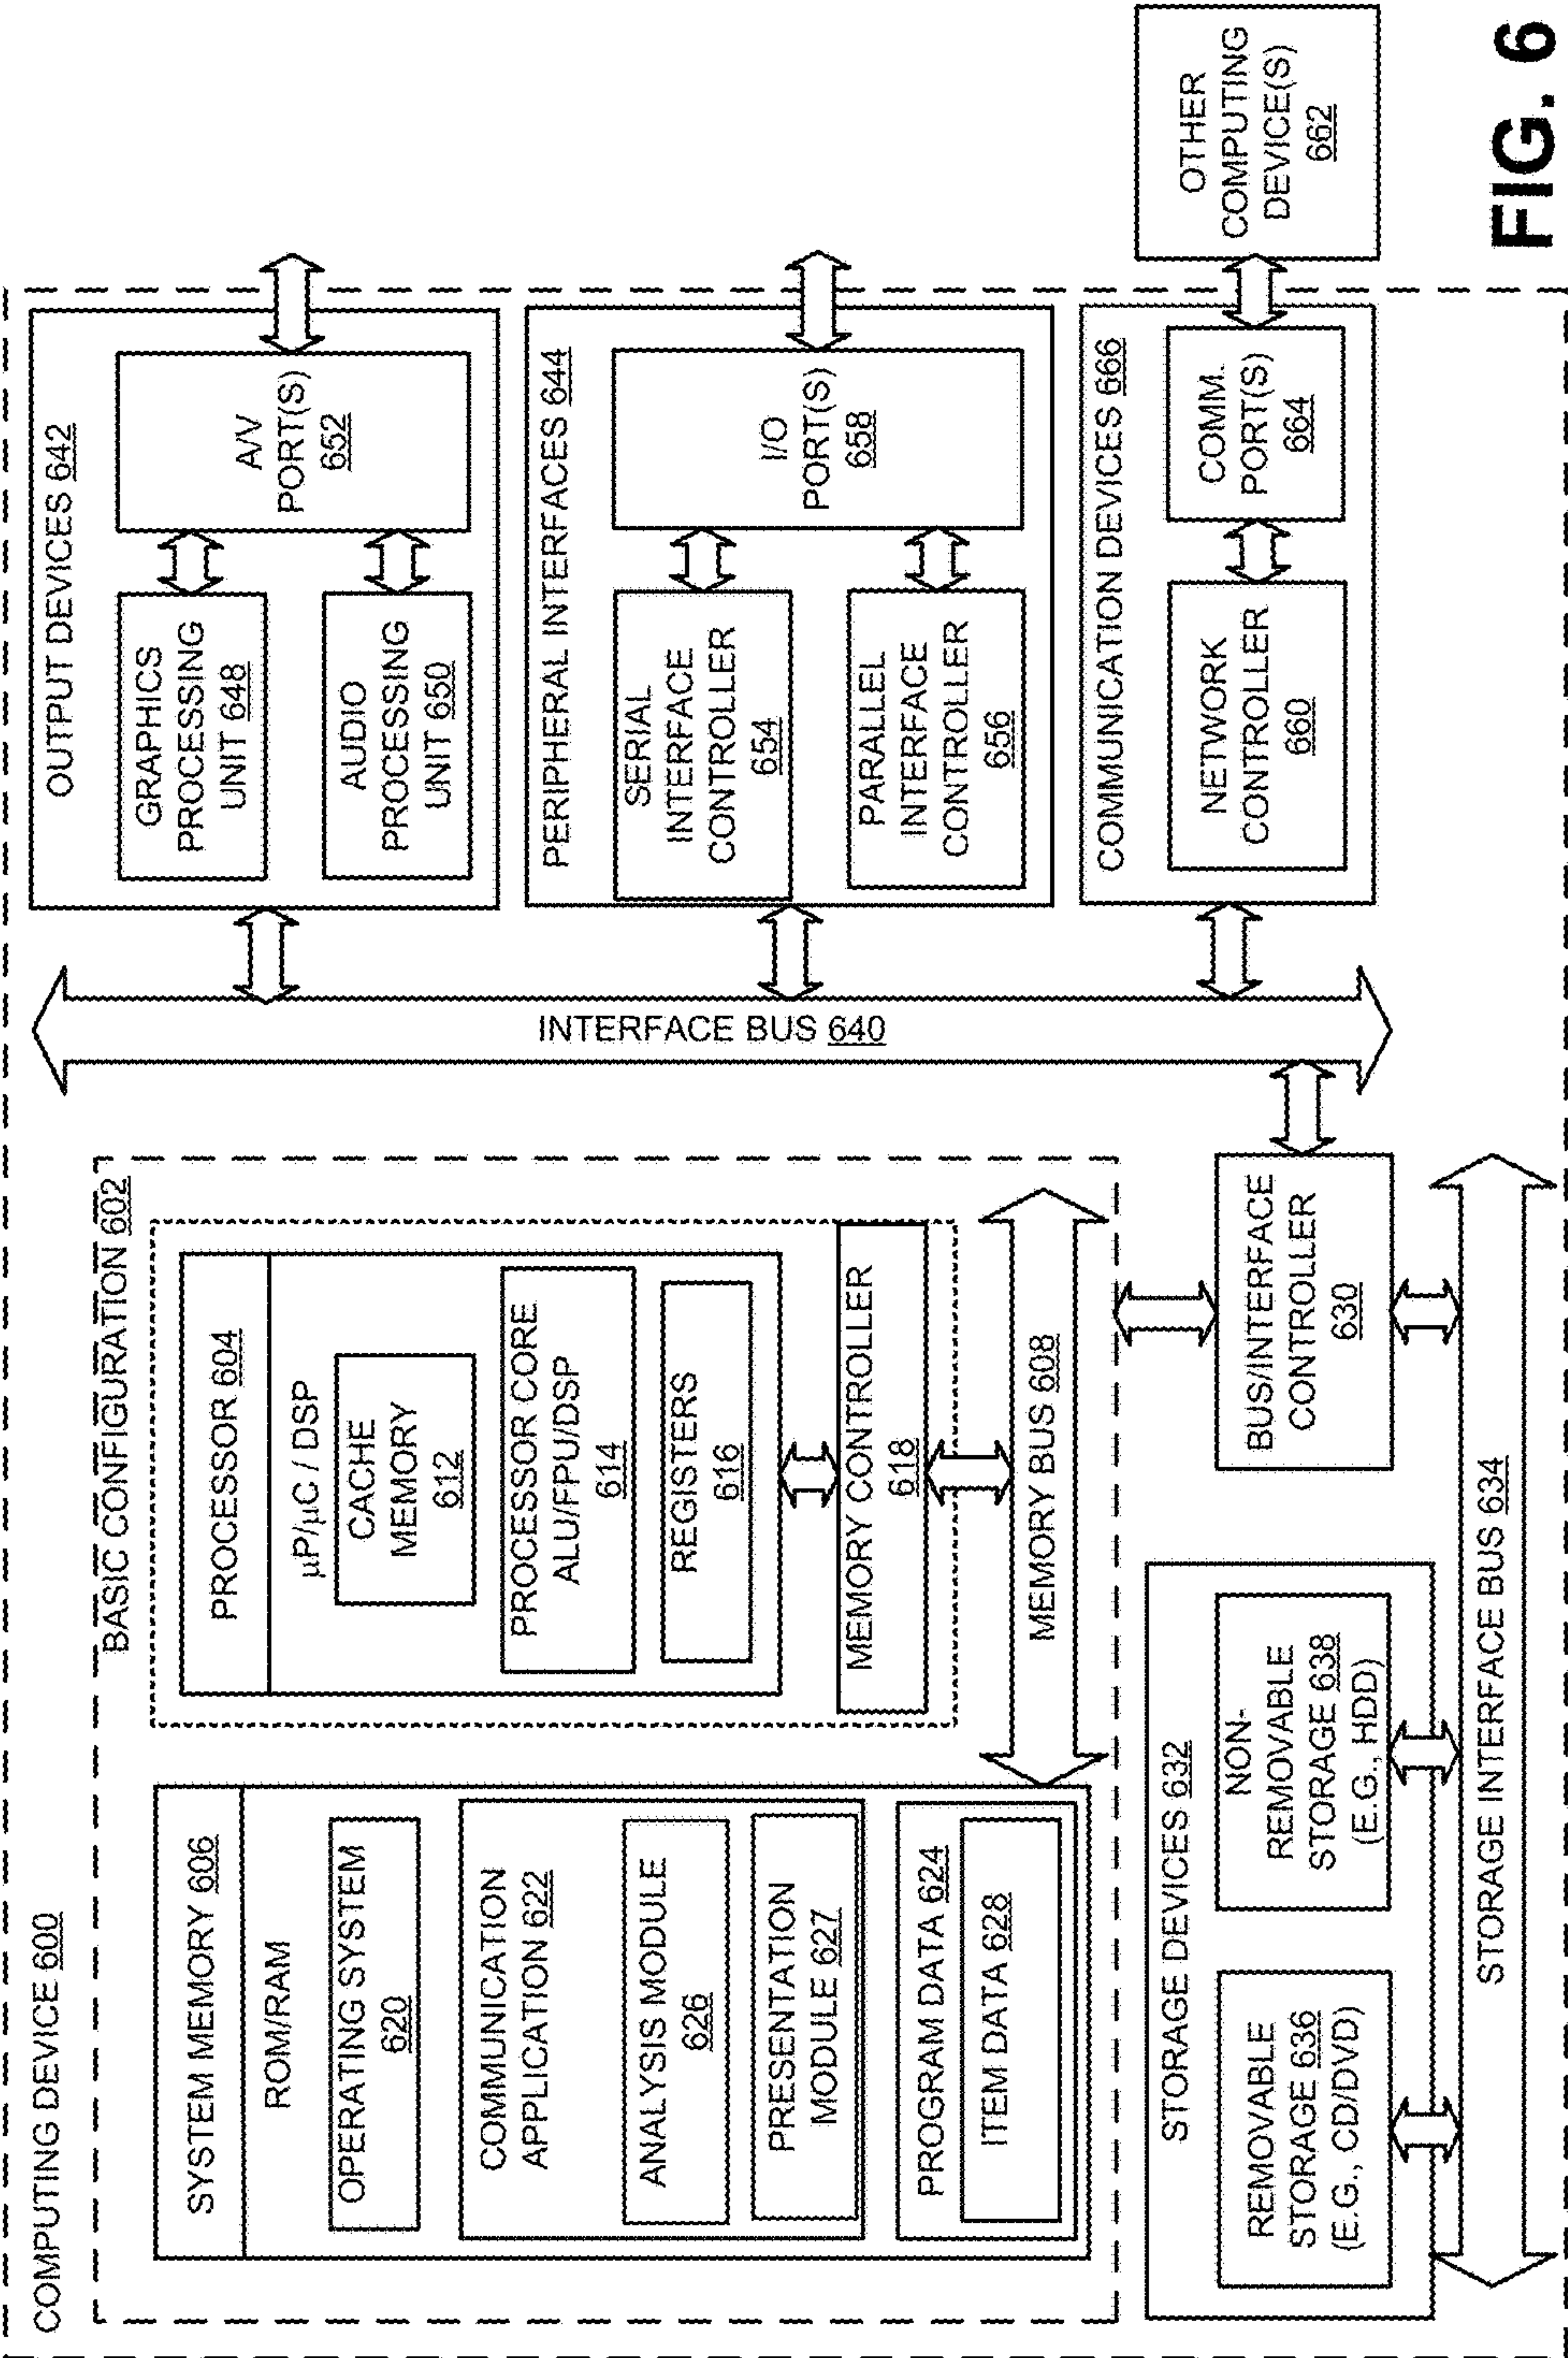 COMPUTING DEVICE 600
BASIC CONFIGURATION 602
SYSTEM MEMORY 606
ROM/RAM
OPERATING SYSTEM
620
COMMUNICATION
APPLICATION 622
ANALYSIS MODULE
626
PRESENTATION
MODULE 627
PROGRAM DATA 624
ITEM DATA 628
PROCESSOR 604
µP/µC / DSP
CACHE
MEMORY
612
PROCESSOR CORE
ALU/FPU/DSP
614
REGISTERS
616
MEMORY CONTROLLER
618
MEMORY BUS 608
BUS/INTERFACE
CONTROLLER
630
STORAGE DEVICES 632
REMOVABLE
STORAGE 636
(E.G., CD/DVD)
NON-
REMOVABLE
STORAGE 638
(E.G., HDD)
STORAGE INTERFACE BUS 634
INTERFACE BUS 640
OUTPUT DEVICES 642
GRAPHICS
PROCESSING
UNIT 648
AUDIO
PROCESSING
UNIT 650
A/V
PORT(S)
652
PERIPHERAL INTERFACES 644
SERIAL
INTERFACE
CONTROLLER
654
PARALLEL
INTERFACE
CONTROLLER
656
I/O
PORT(S)
658
COMMUNICATION DEVICES 666
NETWORK
CONTROLLER
660
COMM.
PORT(S)
664
OTHER
COMPUTING
DEVICE(S)
662
FIG. 6